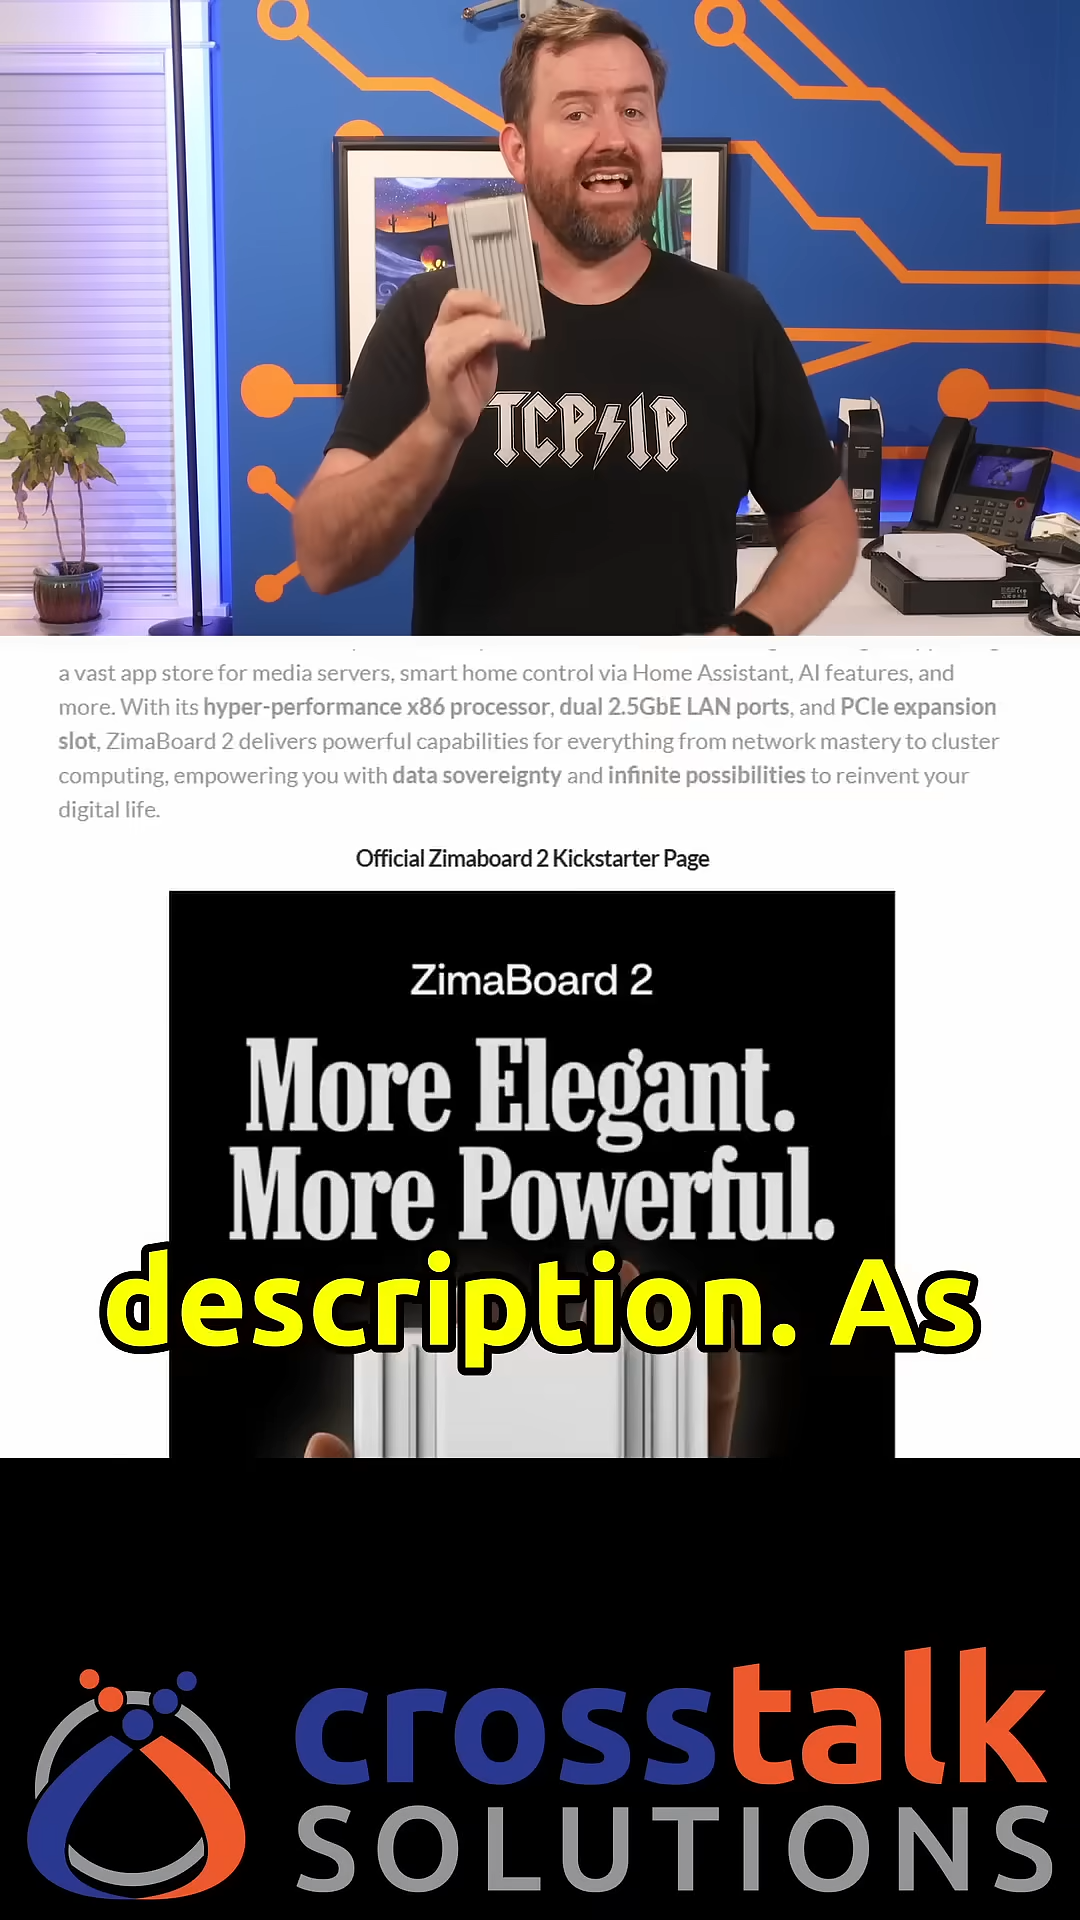 TCP IP
a vast app store for media servers, smart home control via Home Assistant, AI features, and
more. With its hyper-performance x86 processor, dual 2.5GbE LAN ports, and PCIe expansion
slot, ZimaBoard 2 delivers powerful capabilities for everything from network mastery to cluster
computing, empowering you with data sovereignty and infinite possibilities to reinvent your
digital life.
Official Zimaboard 2 Kickstarter Page
ZimaBoard 2
More Elegant.
More Powerful.
description. As
crosstalk
SOLUTIONS